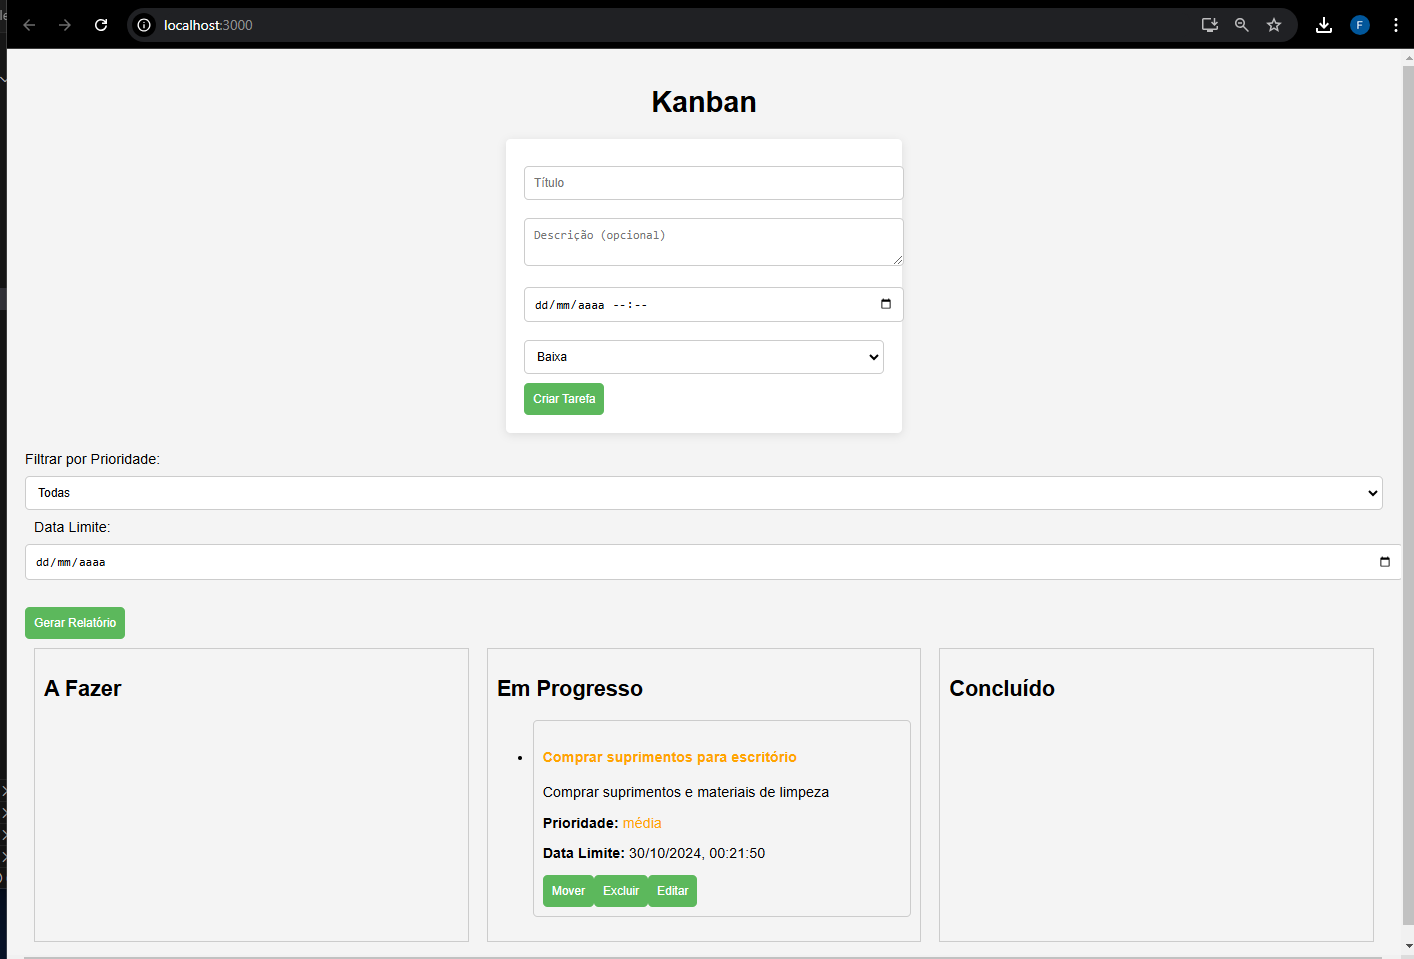 localhost:3000
F
Kanban
Título
Descrição (opcional)
dd/mm/aaaa --:--
Baixa
Criar Tarefa
Filtrar por Prioridade:
Todas
Data Limite:
dd/mm/aaaa
Gerar Relatório
A Fazer
Em Progresso
Comprar suprimentos para escritório
Comprar suprimentos e materiais de limpeza
Prioridade: média
Data Limite: 30/10/2024, 00:21:50
Mover Excluir Editar
Concluído